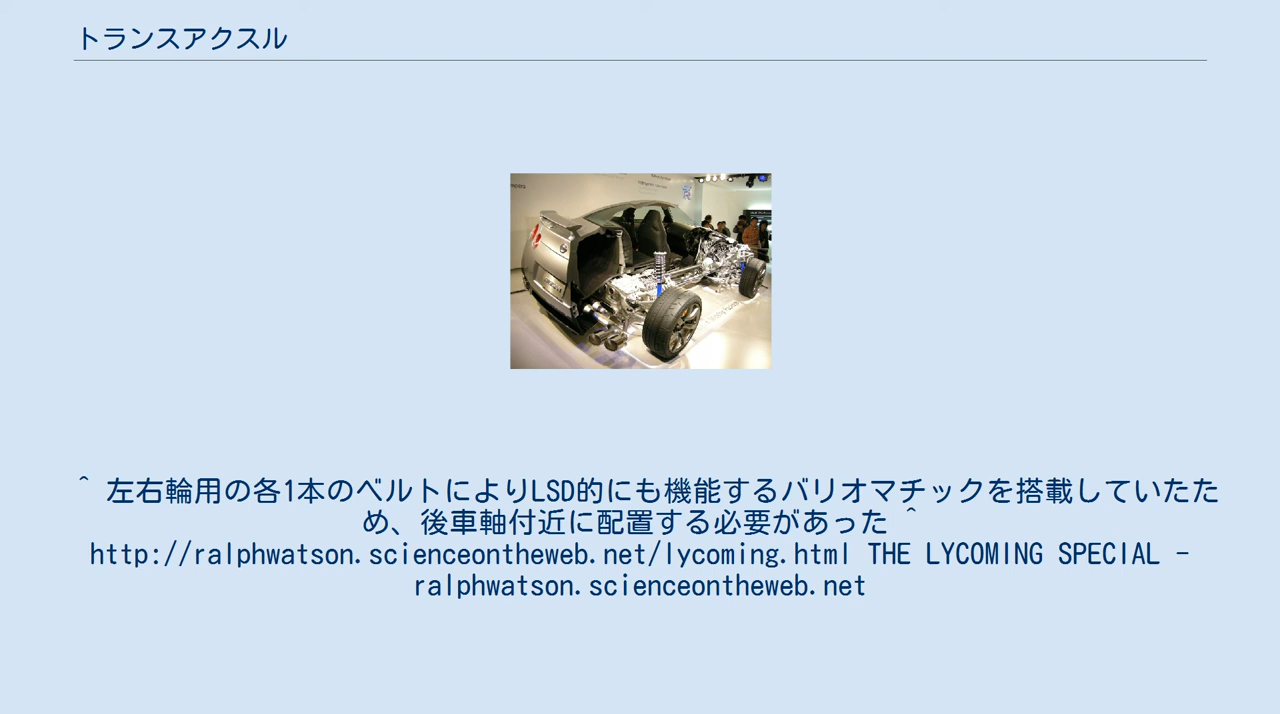 トランスアクスル
^ 左右輪用の各1本のベルトによりLSD的にも機能するバリオマチックを搭載していたた
め、後車軸付近に配置する必要があった ^
http://ralphwatson.scienceontheweb.net/lycoming.html THE LYCOMING SPECIAL -
ralphwatson.scienceontheweb.net